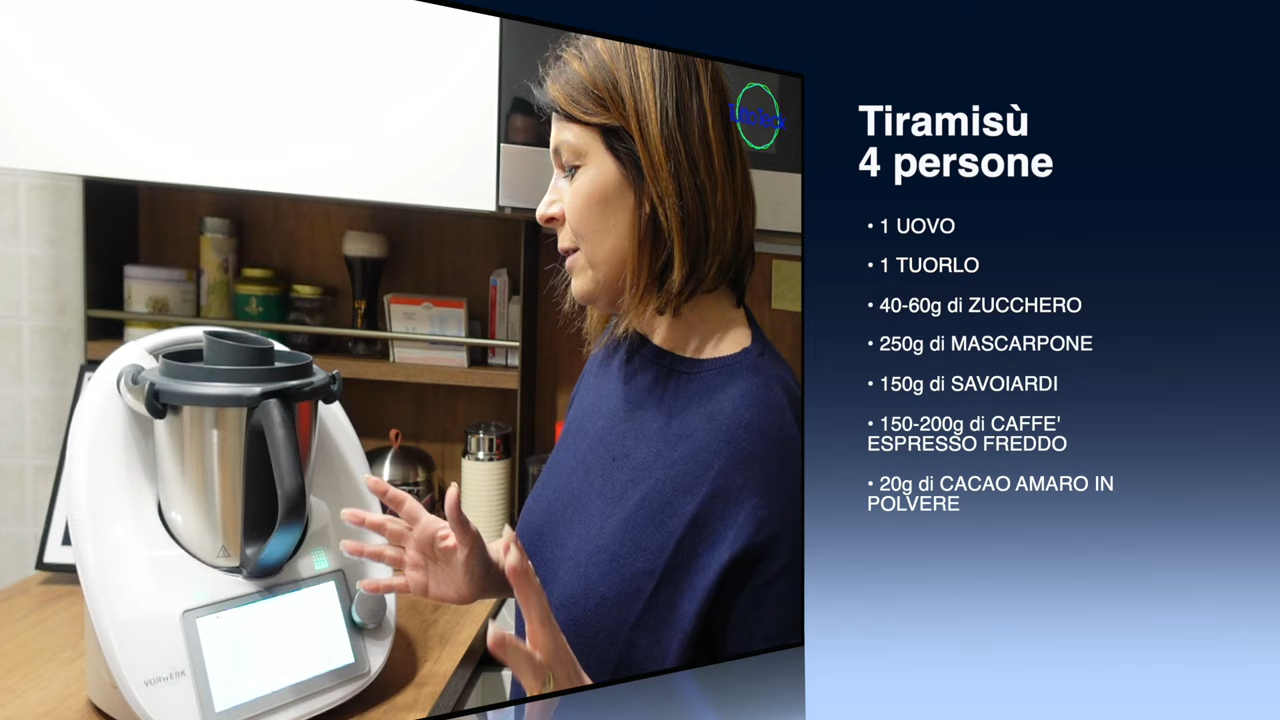 TuttoTeck
Tiramisù
4 persone
• 1 UOVO
• 1 TUORLO
• 40-60g di ZUCCHERO
• 250g di MASCARPONE
• 150g di SAVOIARDI
• 150-200g di CAFFE'
ESPRESSO FREDDO
• 20g di CACAO AMARO IN
POLVERE
VORWERK